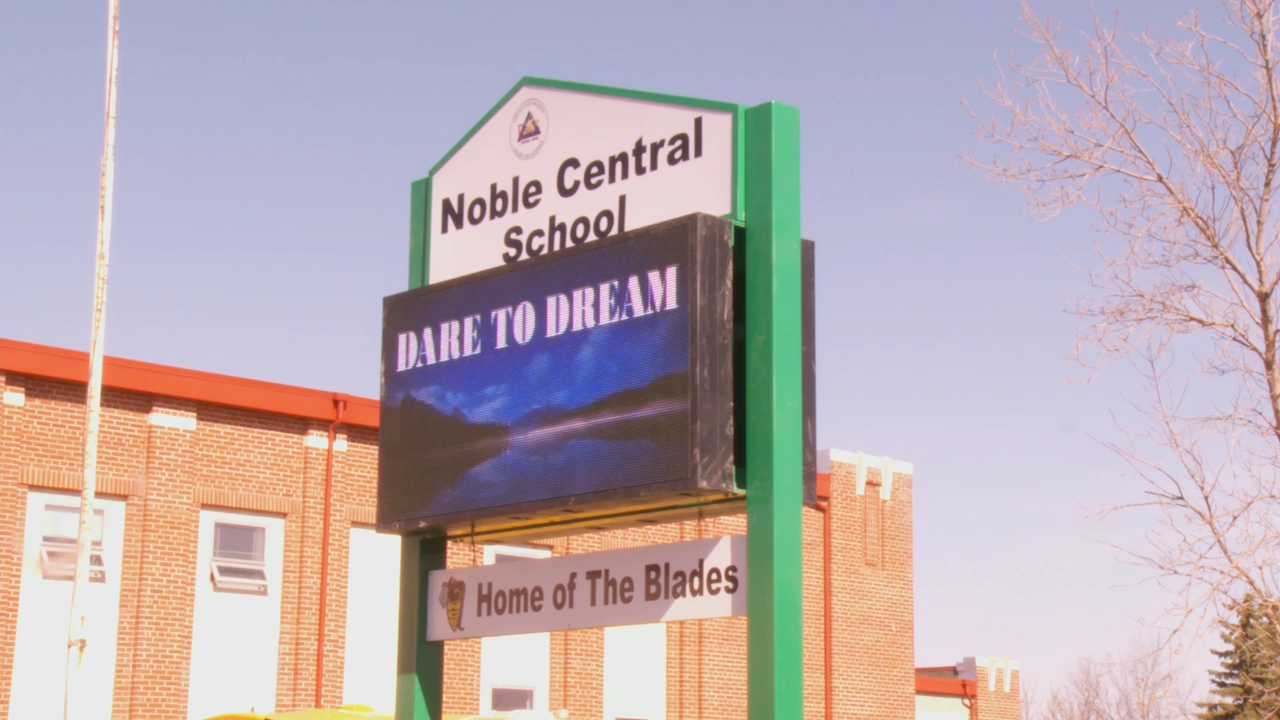 Noble Central
School
DARE TO DREAM
Home of The Blades